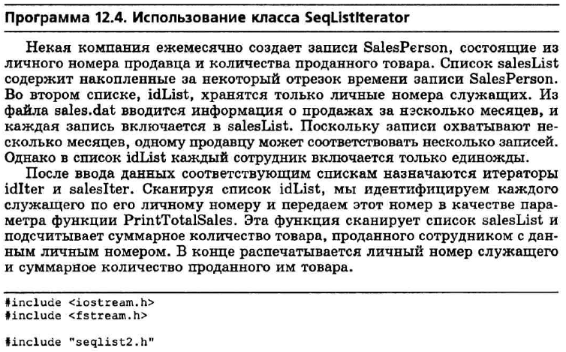 Программа 12.4. Использование класса SeqListIterator
Некая компания ежемесячно создает записи SalesPerson, состоящие из
личного номера продавца и количества проданного товара. Список salesList
содержит накопленные за некоторый отрезок времени записи SalesPerson.
Во втором списке, idList, хранятся только личные номера служащих. Из
файла sales.dat вводится информация о продажах за нэсколько месяцев, и
каждая запись включается в salesList. Поскольку записи охватывают не-
сколько месяцев, одному продавцу может соответствовать несколько записей.
Однако в список idList каждый сотрудник включается только единожды.
После ввода данных соответствующим спискам назначаются итераторы
idIter и salesIter. Сканируя список idList, мы идентифицируем каждого
служащего по его личному номеру и передаем этот номер в качестве пара-
метра функции PrintTotalSales. Эта функция сканирует список salesList и
подсчитывает суммарное количество товара, проданного сотрудником с дан-
ным личным номером. В конце распечатывается личный номер служащего
и суммарное количество проданного им товара.
#include <iostream.h>
#include <fstream.h>
#include "seqlist2.h"